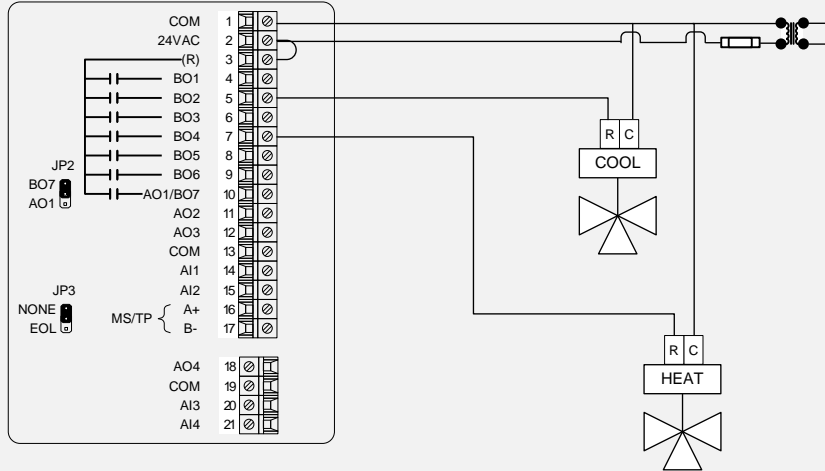 COM 1
24VAC 2
(R) 3
BO1 4
BO2 5
BO3 6
BO4 7
BO5 8
BO6 9
AO1/BO7 10
AO2 11
AO3 12
COM 13
AI1 14
AI2 15
A+ 16
B- 17
MS/TP
JP2
BO7
AO1
JP3
NONE
EOL
AO4 18
COM 19
AI3 20
AI4 21
R C
COOL
R C
HEAT